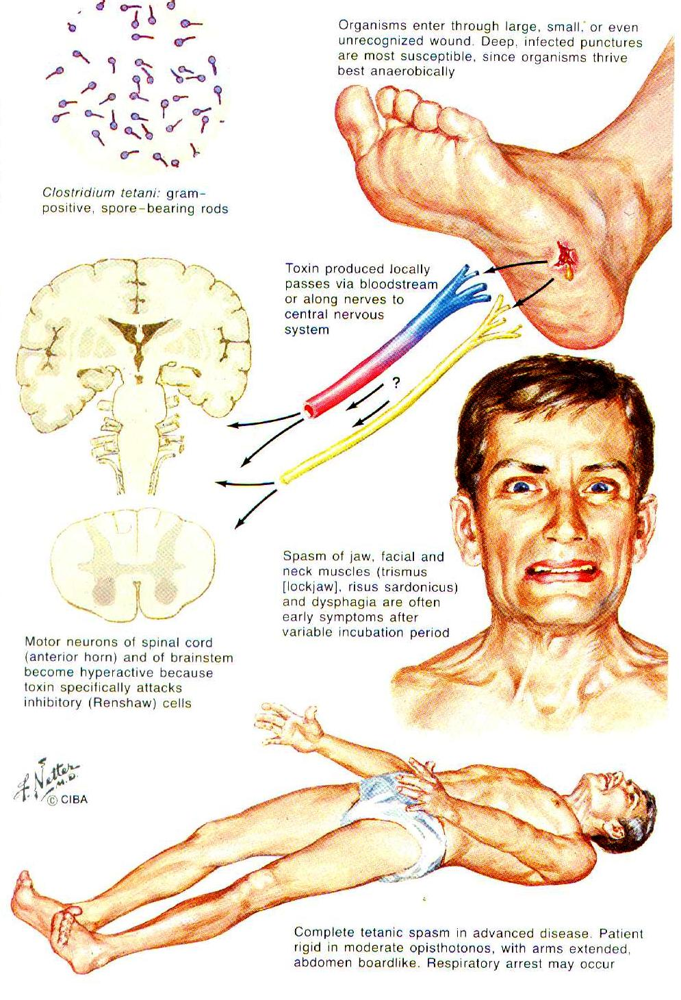 Organisms enter through large, small, or even
unrecognized wound. Deep, infected punctures
are most susceptible, since organisms thrive
best anaerobically
Clostridium tetani: gram-
positive, spore-bearing rods
Toxin produced locally
passes via bloodstream
or along nerves to
central nervous
system
?
Spasm of jaw, facial and
neck muscles (trismus
[lockjaw], risus sardonicus)
and dysphagia are often
early symptoms after
variable incubation period
Motor neurons of spinal cord
(anterior horn) and of brainstem
become hyperactive because
toxin specifically attacks
inhibitory (Renshaw) cells
F. Netter
M.D.
© CIBA
Complete tetanic spasm in advanced disease. Patient
rigid in moderate opisthotonos, with arms extended,
abdomen boardlike. Respiratory arrest may occur